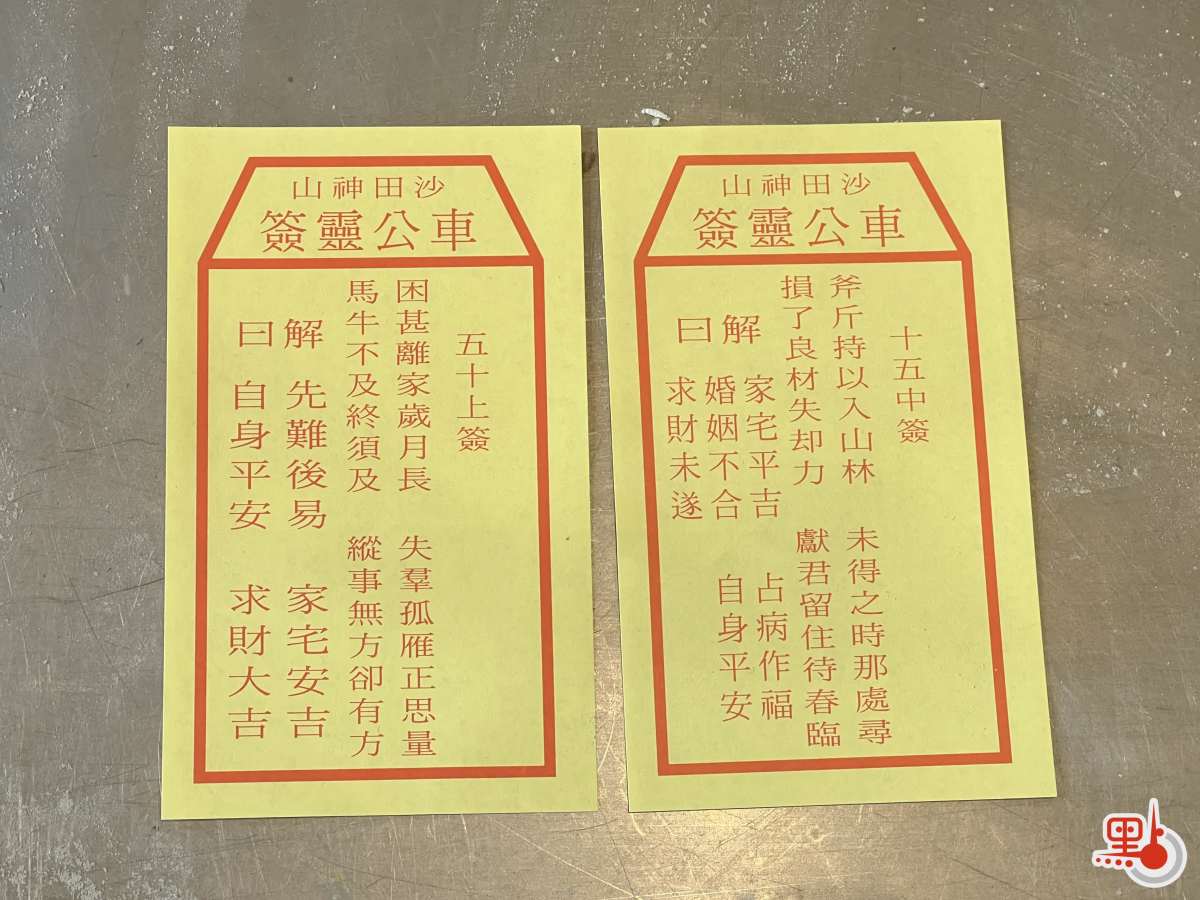 沙田神山
車公靈簽
五十上簽
困甚離家歲月長 失羣孤雁正思量
馬牛不及終須及 縱事無方卻有方
解曰
先難後易 家宅安吉
自身平安 求財大吉
沙田神山
車公靈簽
十五中簽
斧斤持以入山林 未得之時那處尋
損了良材失却力 獻君留住待春臨
解曰
家宅平吉 占病作福
婚姻不合 自身平安
求財未遂
點